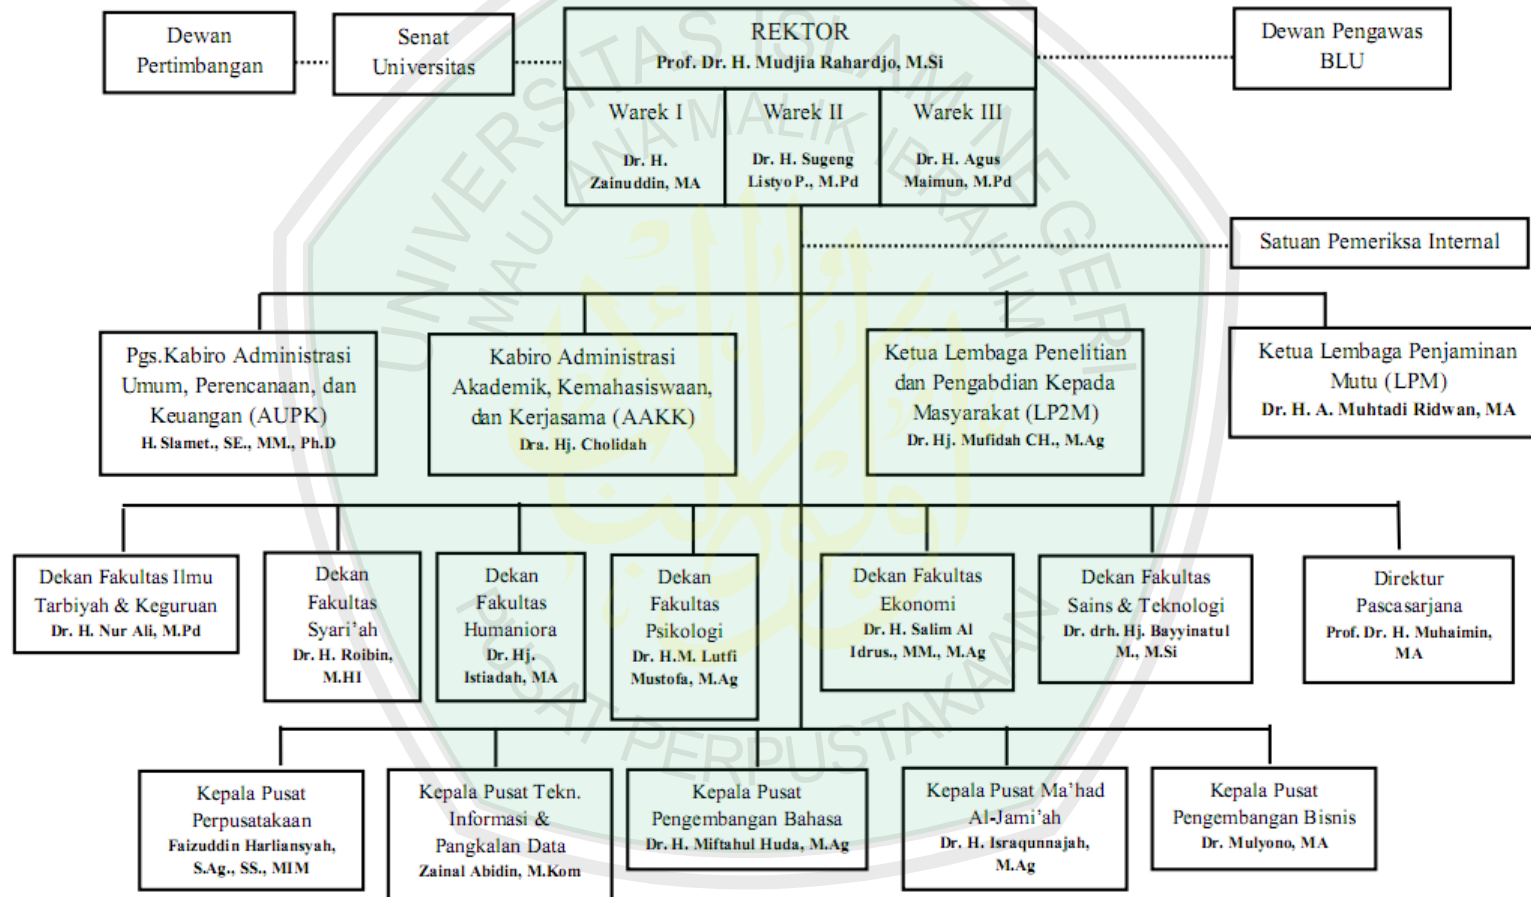 Dewan
Pertimbangan
Senat
Universitas
REKTOR
Prof. Dr. H. Mudjia Rahardjo, M.Si
Dewan Pengawas
BLU
Warek I
Dr. H.
Zainuddin, MA
Warek II
Dr. H. Sugeng
Listyo P., M.Pd
Warek III
Dr. H. Agus
Maimun, M.Pd
Satuan Pemeriksa Internal
Pgs.Kabiro Administrasi
Umum, Perencanaan, dan
Keuangan (AUPK)
H. Slamet., SE., MM., Ph.D
Kabiro Administrasi
Akademik, Kemahasiswaan,
dan Kerjasama (AAKK)
Dra. Hj. Cholidah
Ketua Lembaga Penelitian
dan Pengabdian Kepada
Masyarakat (LP2M)
Dr. Hj. Mufidah CH., M.Ag
Ketua Lembaga Penjaminan
Mutu (LPM)
Dr. H. A. Muhtadi Ridwan, MA
Dekan Fakultas Ilmu
Tarbiyah & Keguruan
Dr. H. Nur Ali, M.Pd
Dekan
Fakultas
Syari'ah
Dr. H. Roibin,
M.HI
Dekan
Fakultas
Humaniora
Dr. Hj.
Istiadah, MA
Dekan
Fakultas
Psikologi
Dr. H.M. Lutfi
Mustofa, M.Ag
Dekan Fakultas
Ekonomi
Dr. H. Salim Al
Idrus., MM., M.Ag
Dekan Fakultas
Sains & Teknologi
Dr. drh. Hj. Bayyinatul
M., M.Si
Direktur
Pascasarjana
Prof. Dr. H. Muhaimin,
MA
Kepala Pusat
Perpusatakaan
Faizuddin Harliansyah,
S.Ag., SS., MIM
Kepala Pusat Tekn.
Informasi &
Pangkalan Data
Zainal Abidin, M.Kom
Kepala Pusat
Pengembangan Bahasa
Dr. H. Miftahul Huda, M.Ag
Kepala Pusat Ma'had
Al-Jami'ah
Dr. H. Israqunnajah,
M.Ag
Kepala Pusat
Pengembangan Bisnis
Dr. Mulyono, MA
UNIVERSITAS ISLAM NEGERI
MAULANA MALIK IBRAHIM
PUSAT PERPUSTAKAAN